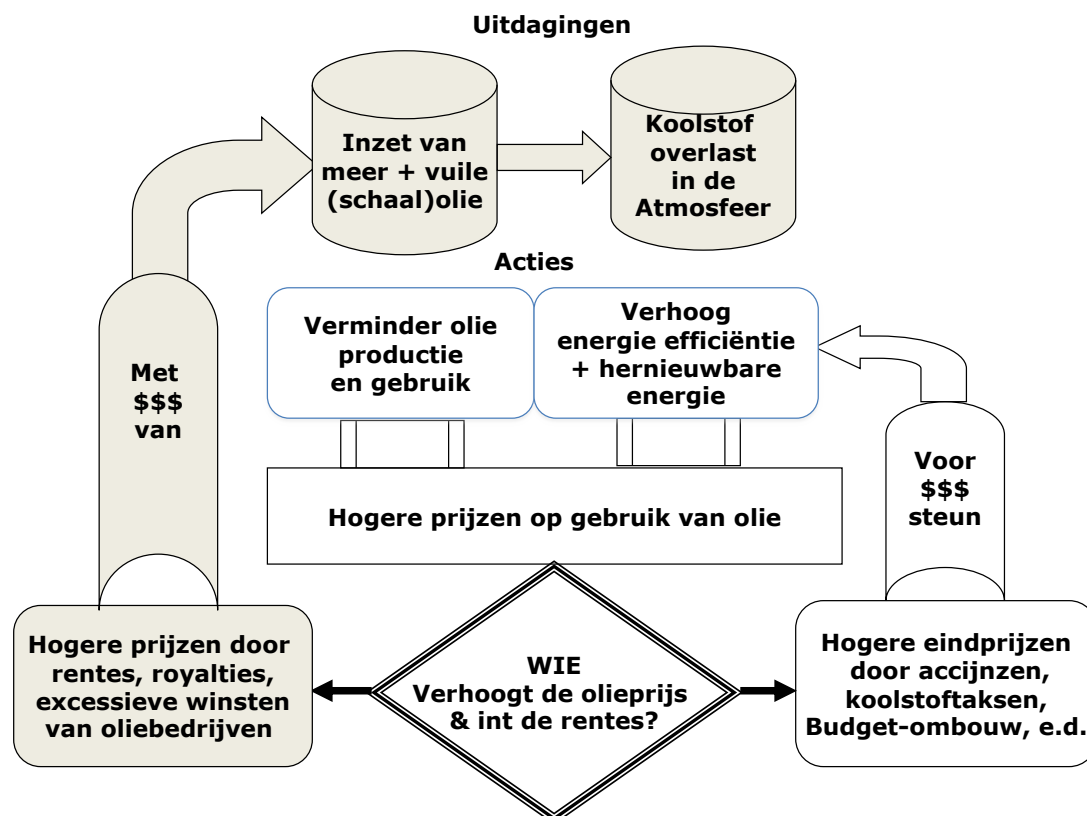 Uitdagingen
Inzet van
meer + vuile
(schaal)olie
Koolstof
overlast
in de
Atmosfeer
Acties
Verminder olie
productie
en gebruik
Verhoog
energie efficiëntie
+ hernieuwbare
energie
Met
$$$
van
Voor
$$$
steun
Hogere prijzen op gebruik van olie
Hogere prijzen door
rentes, royalties,
excessieve winsten
van oliebedrijven
WIE
Verhoogt de olieprijs
& int de rentes?
Hogere eindprijzen
door accijnzen,
koolstoftaksen,
Budget-ombouw, e.d.